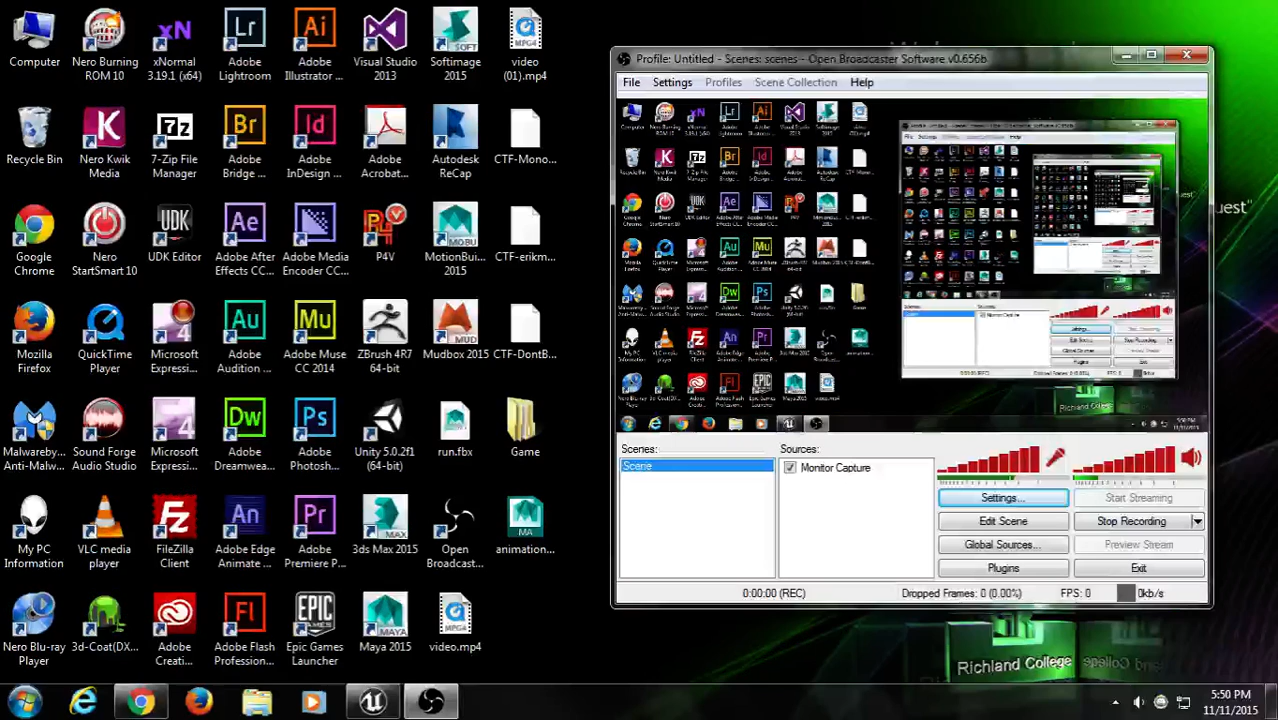 Computer
Nero Burning
ROM 10
xNormal
3.19.1 (x64)
Adobe
Lightroom
Adobe
Illustrator ...
Visual Studio
2013
Softimage
2015
video
(01).mp4
Recycle Bin
Nero Kwik
Media
7-Zip File
Manager
Adobe
Bridge ...
Adobe
InDesign ...
Adobe
Acrobat...
Autodesk
ReCap
CTF-Mono...
Google
Chrome
Nero
StartSmart 10
UDK Editor
Adobe After
Effects C...
Adobe Media
Encoder CC...
P4V
MotionBui...
2015
CTF-erikm...
Mozilla
Firefox
QuickTime
Player
Microsoft
Expressi...
Adobe
Audition ...
Adobe Muse
CC 2014
ZBrush 4R7
64-bit
Mudbox 2015
CTF-DontB...
Malwareby...
Anti-Malw...
Sound Forge
Audio Studio
Microsoft
Expressi...
Adobe
Dreamwea...
Adobe
Photosh...
Unity 5.0.2f1
(64-bit)
run.fbx
Game
My PC
Information
VLC media
player
FileZilla
Client
Adobe Edge
Animate ...
Adobe
Premiere P...
3ds Max 2015
Open
Broadcast...
animation...
Nero Blu-ray
Player
3d-Coat(DX...
Adobe
Creati...
Adobe Flash
Profession...
Epic Games
Launcher
Maya 2015
video.mp4
Profile: Untitled - Scenes: scenes - Open Broadcaster Software v0.656b
File Settings Profiles Scene Collection Help
uest"
Richland College
Scenes:
Scene
Sources:
Monitor Capture
Settings...
Start Streaming
Edit Scene
Stop Recording
Global Sources...
Preview Stream
Plugins
Exit
0:00:00 (REC)
Dropped Frames: 0 (0.00%)
FPS: 0
0kb/s
Richland College
5:50 PM
11/11/2015